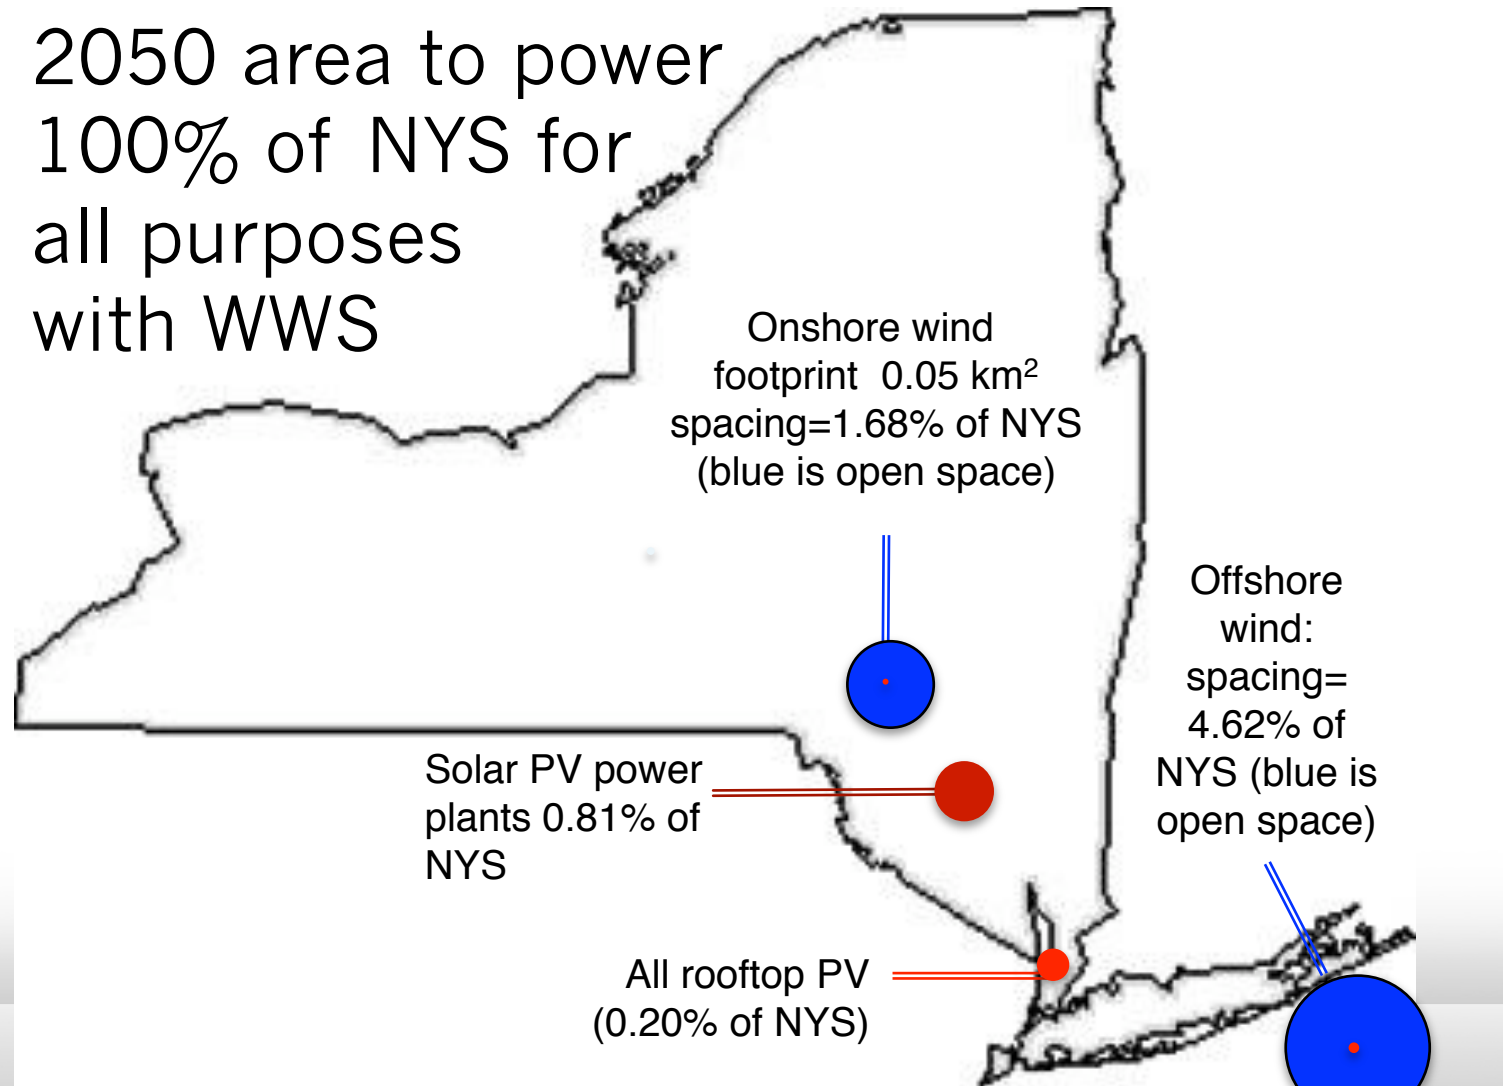 2050 area to power
100% of NYS for
all purposes
with WWS
Onshore wind
footprint 0.05 km²
spacing=1.68% of NYS
(blue is open space)
Offshore
wind:
spacing=
4.62% of
NYS (blue is
open space)
Solar PV power
plants 0.81% of
NYS
All rooftop PV
(0.20% of NYS)